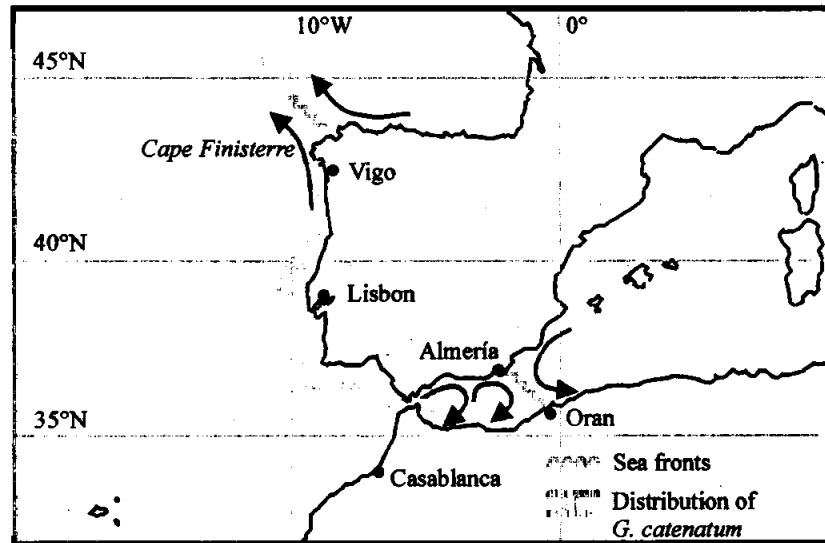 10°W 0°
45°N
Cape Finisterre
Vigo
40°N
Lisbon
Almería
35°N
Oran
Casablanca
Sea fronts
Distribution of
G. catenatum